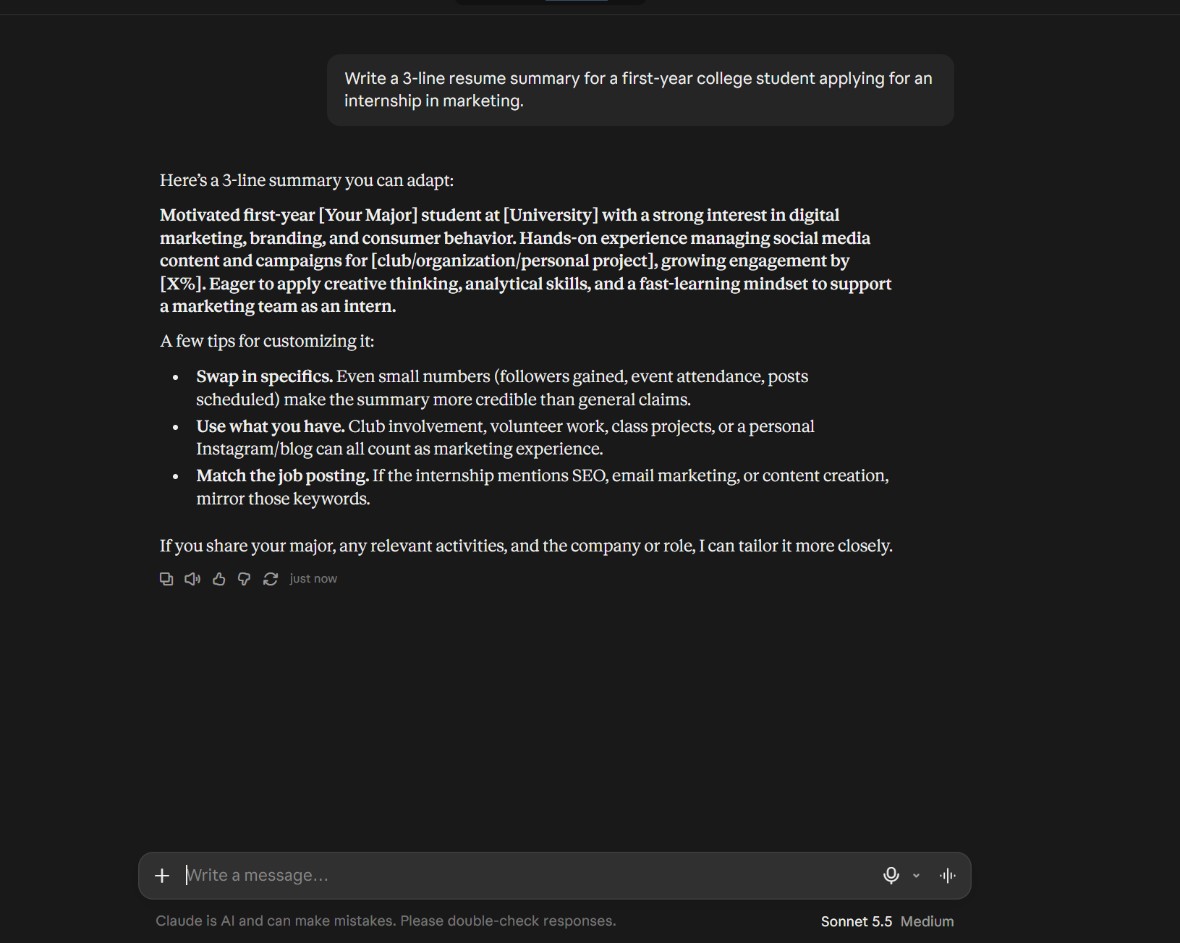 Write a 3-line resume summary for a first-year college student applying for an
internship in marketing.
Here’s a 3-line summary you can adapt:
Motivated first-year [Your Major] student at [University] with a strong interest in digital
marketing, branding, and consumer behavior. Hands-on experience managing social media
content and campaigns for [club/organization/personal project], growing engagement by
[X%]. Eager to apply creative thinking, analytical skills, and a fast-learning mindset to support
a marketing team as an intern.
A few tips for customizing it:
• Swap in specifics. Even small numbers (followers gained, event attendance, posts
scheduled) make the summary more credible than general claims.
• Use what you have. Club involvement, volunteer work, class projects, or a personal
Instagram/blog can all count as marketing experience.
• Match the job posting. If the internship mentions SEO, email marketing, or content creation,
mirror those keywords.
If you share your major, any relevant activities, and the company or role, I can tailor it more closely.
just now
Write a message…
Claude is AI and can make mistakes. Please double-check responses.
Sonnet 5.5 Medium